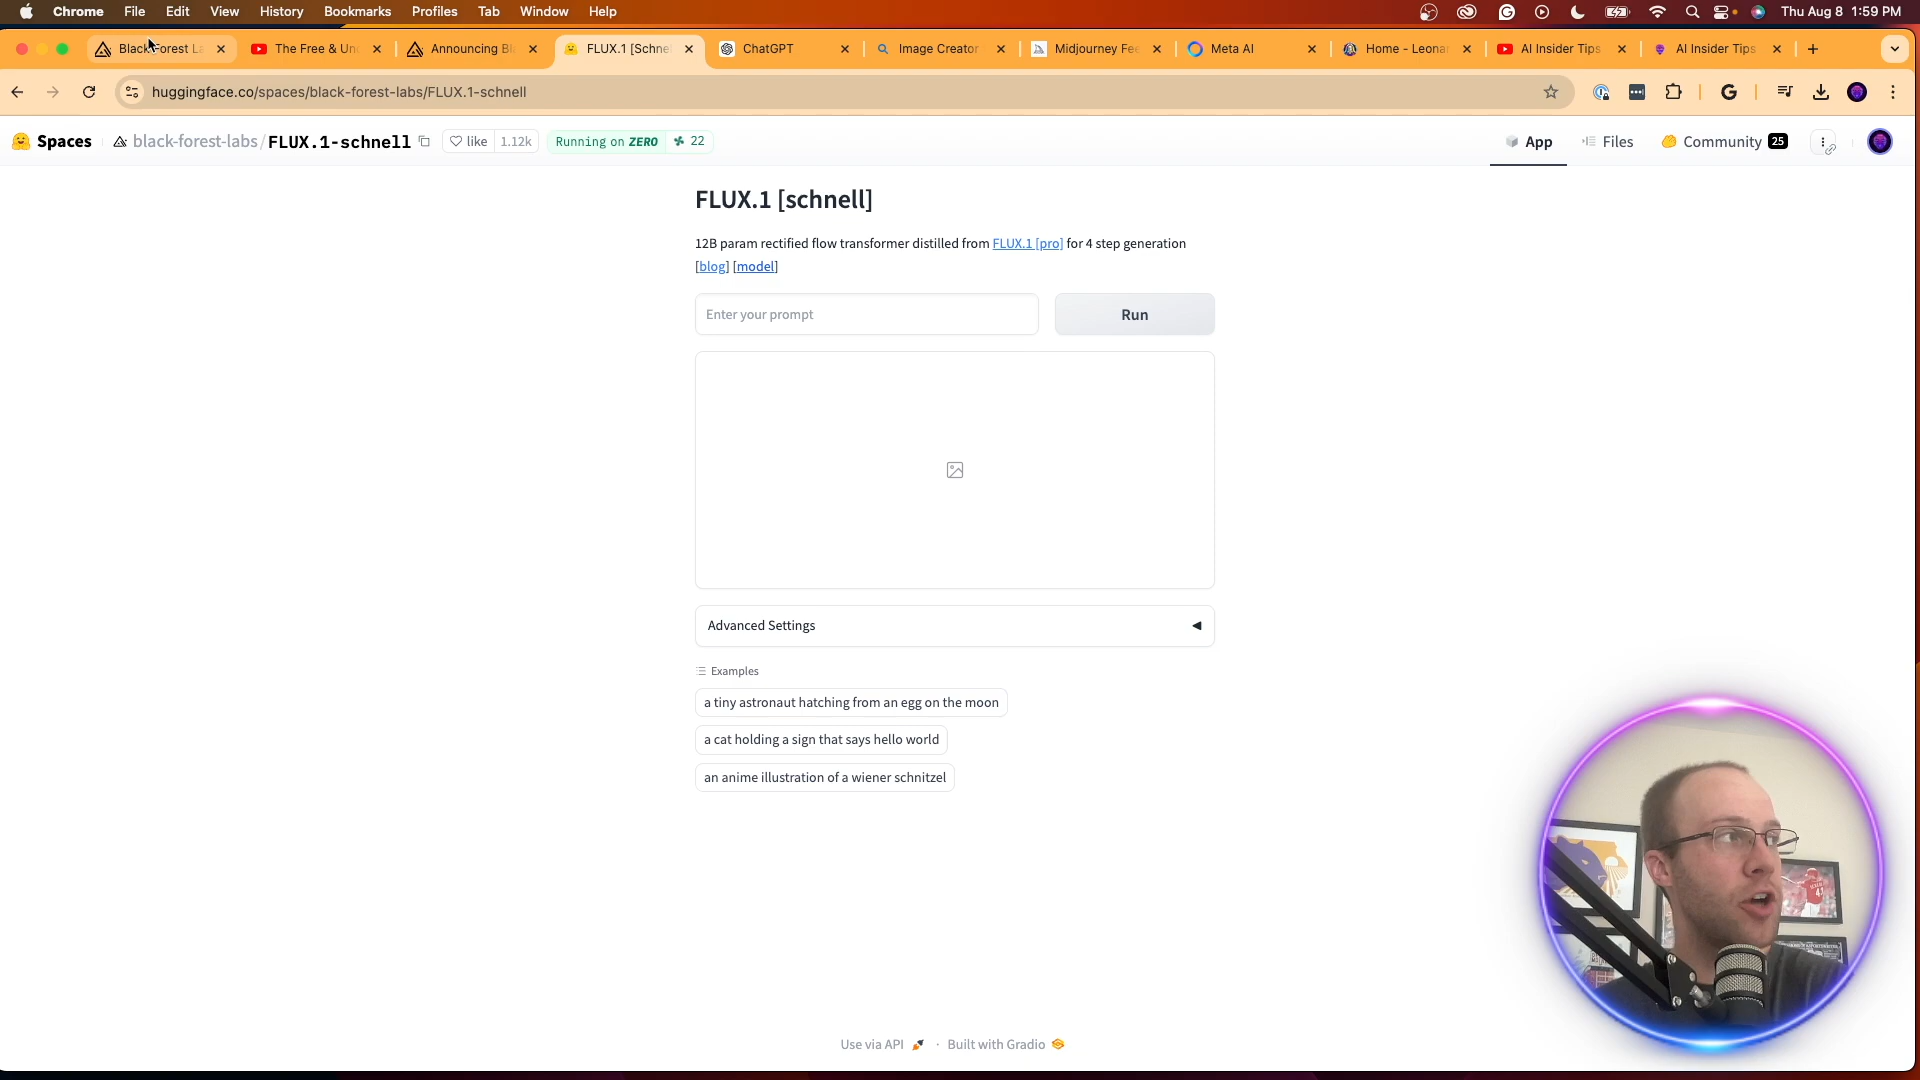 Chrome File Edit View History Bookmarks Profiles Tab Window Help Thu Aug 8 1:59 PM
Black Forest La The Free & Un Announcing Bl FLUX.1 [Schne ChatGPT Image Creator Midjourney Fe Meta AI Home - Leona AI Insider Tips AI Insider Tips
huggingface.co/spaces/black-forest-labs/FLUX.1-schnell
Spaces black-forest-labs/FLUX.1-schnell like 1.12k Running on ZERO 22 App Files Community 25
FLUX.1 [schnell]
12B param rectified flow transformer distilled from FLUX.1 [pro] for 4 step generation
[blog] [model]
Enter your prompt Run
Advanced Settings
Examples
a tiny astronaut hatching from an egg on the moon
a cat holding a sign that says hello world
an anime illustration of a wiener schnitzel
Use via API · Built with Gradio